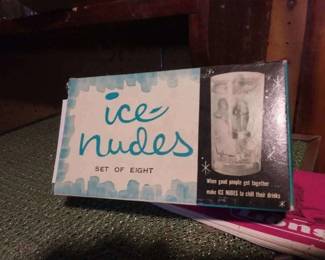 ice
nudes
SET OF EIGHT
When good people get together
make ICE NUDES to chill their drinks